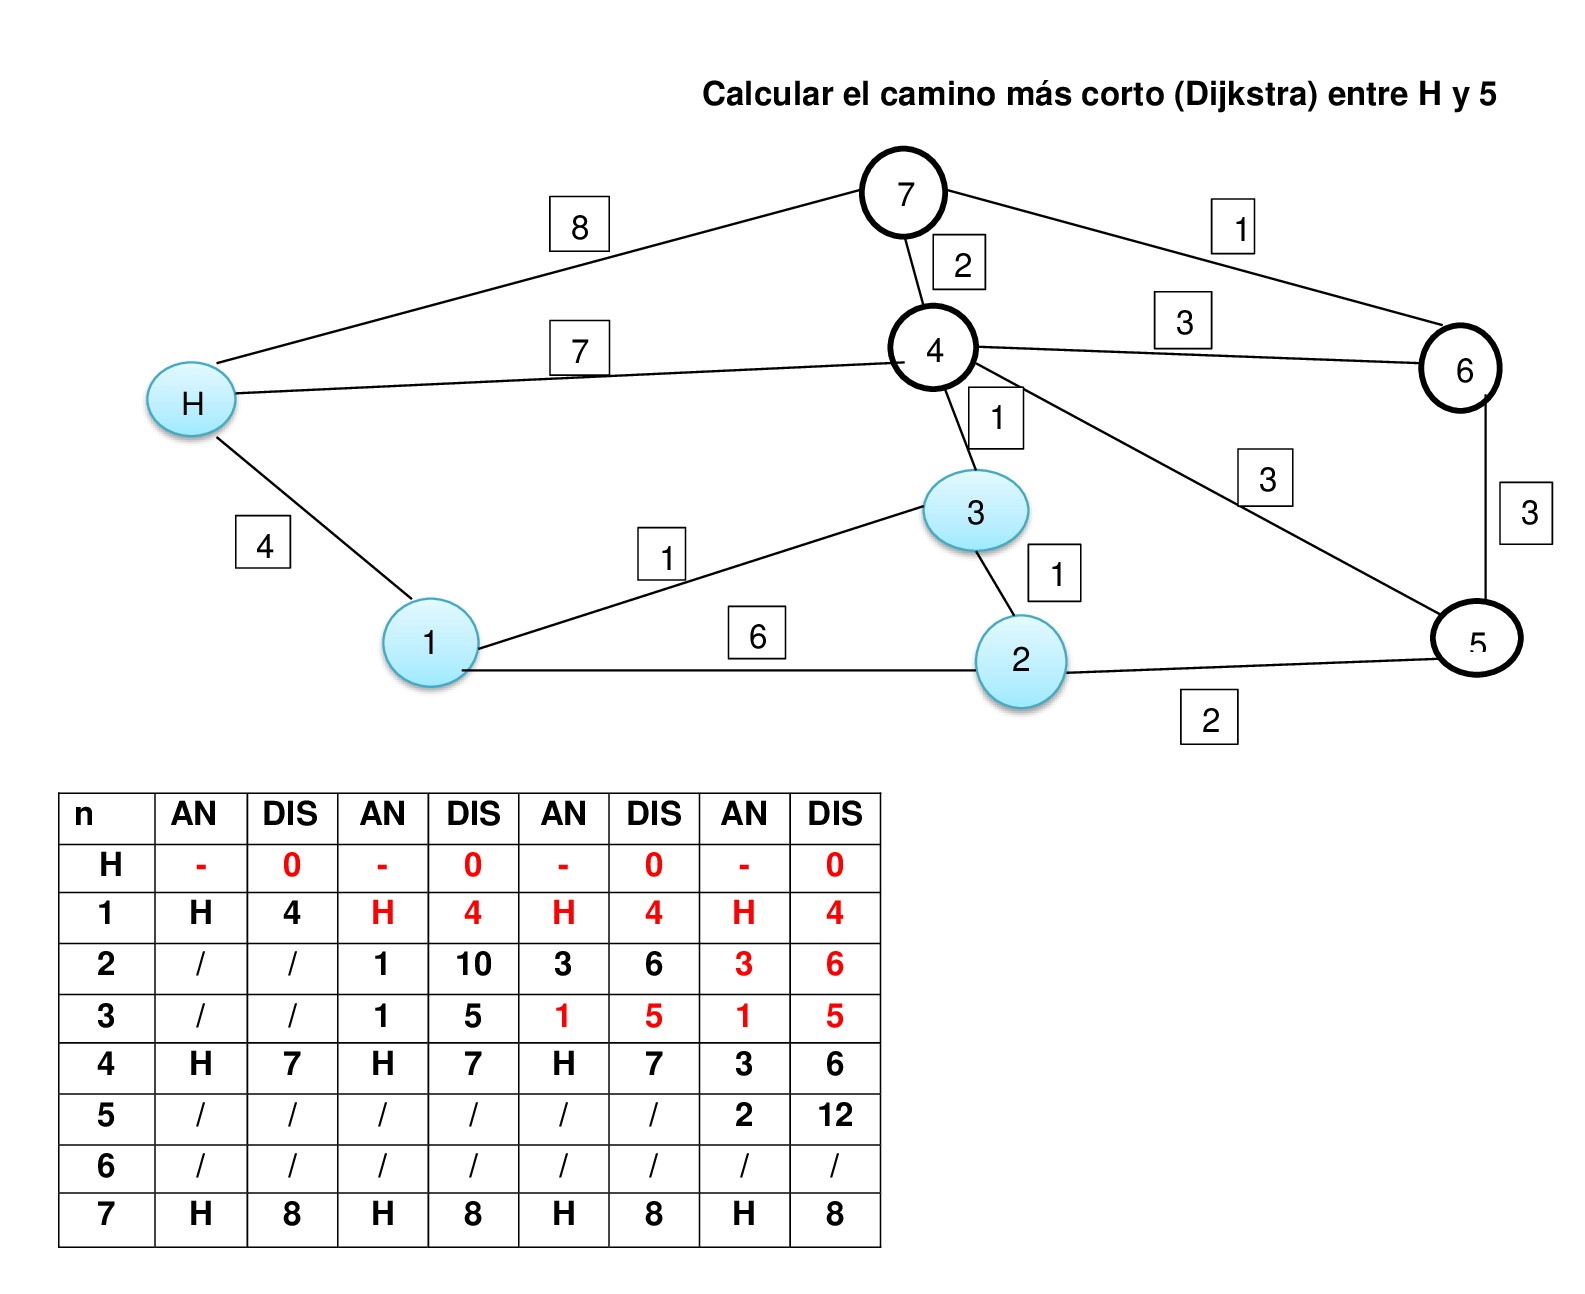 Calcular el camino más corto (Dijkstra) entre H y 5
7
8
1
2
3
7
4
6
H
1
3
3
3
4
1
1
6
1
2
5
2
n AN DIS AN DIS AN DIS AN DIS
H - 0 - 0 - 0 - 0
1 H 4 H 4 H 4 H 4
2 / / 1 10 3 6 3 6
3 / / 1 5 1 5 1 5
4 H 7 H 7 H 7 3 6
5 / / / / / / 2 12
6 / / / / / / / /
7 H 8 H 8 H 8 H 8